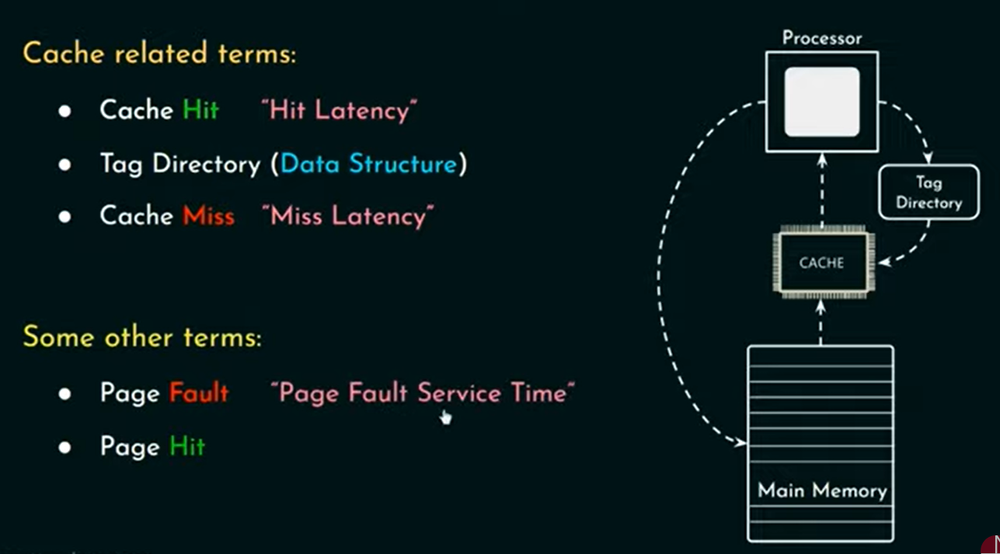 Cache related terms:
● Cache Hit "Hit Latency"
● Tag Directory (Data Structure)
● Cache Miss "Miss Latency"
Some other terms:
● Page Fault "Page Fault Service Time"
● Page Hit
Processor
Tag
Directory
CACHE
Main Memory